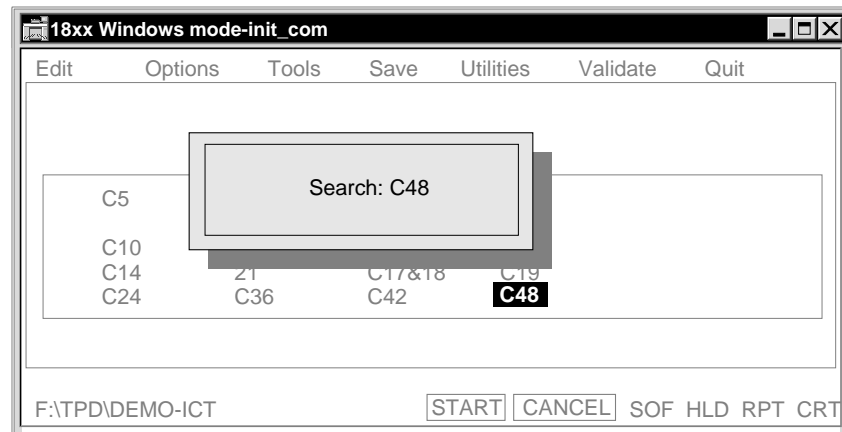 18xx Windows mode-init_com
Edit Options Tools Save Utilities Validate Quit
Search: C48
C5
C10
C14 21 C17&18 C19
C24 C36 C42 C48
F:\TPD\DEMO-ICT START CANCEL SOF HLD RPT CRT